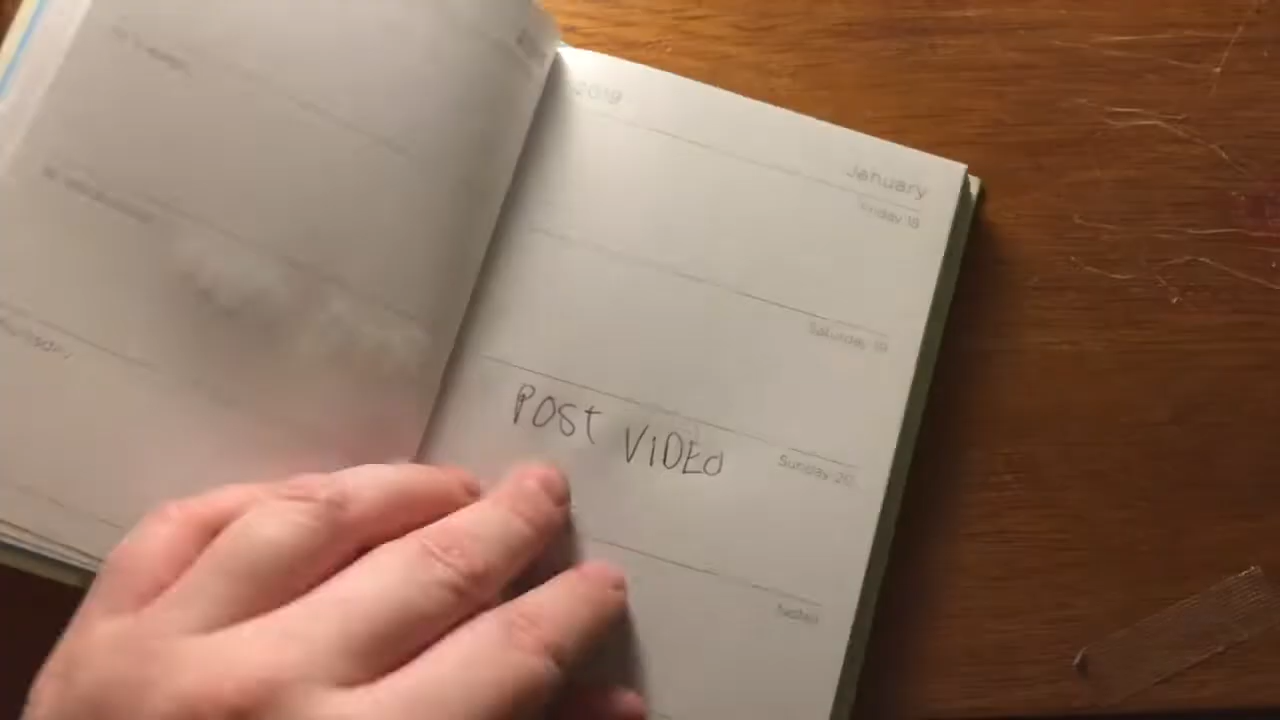 2019
January
Friday 18
Saturday 19
POST VIDEO
Sunday 20
Notes